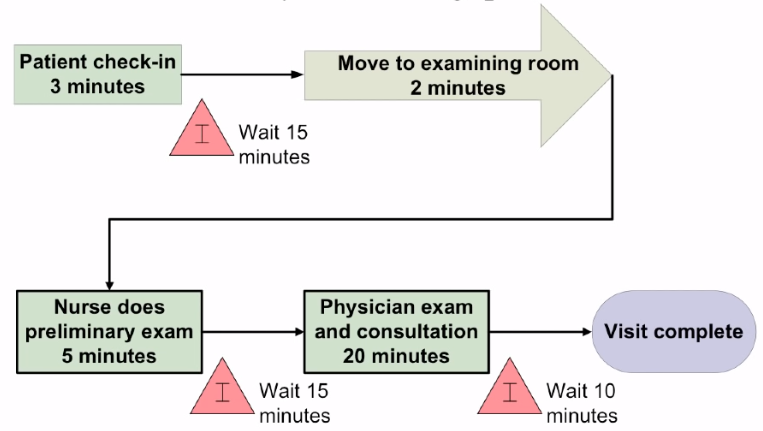 Patient check-in
3 minutes
Move to examining room
2 minutes
I
Wait 15
minutes
Nurse does
preliminary exam
5 minutes
Physician exam
and consultation
20 minutes
Visit complete
I
Wait 15
minutes
I
Wait 10
minutes